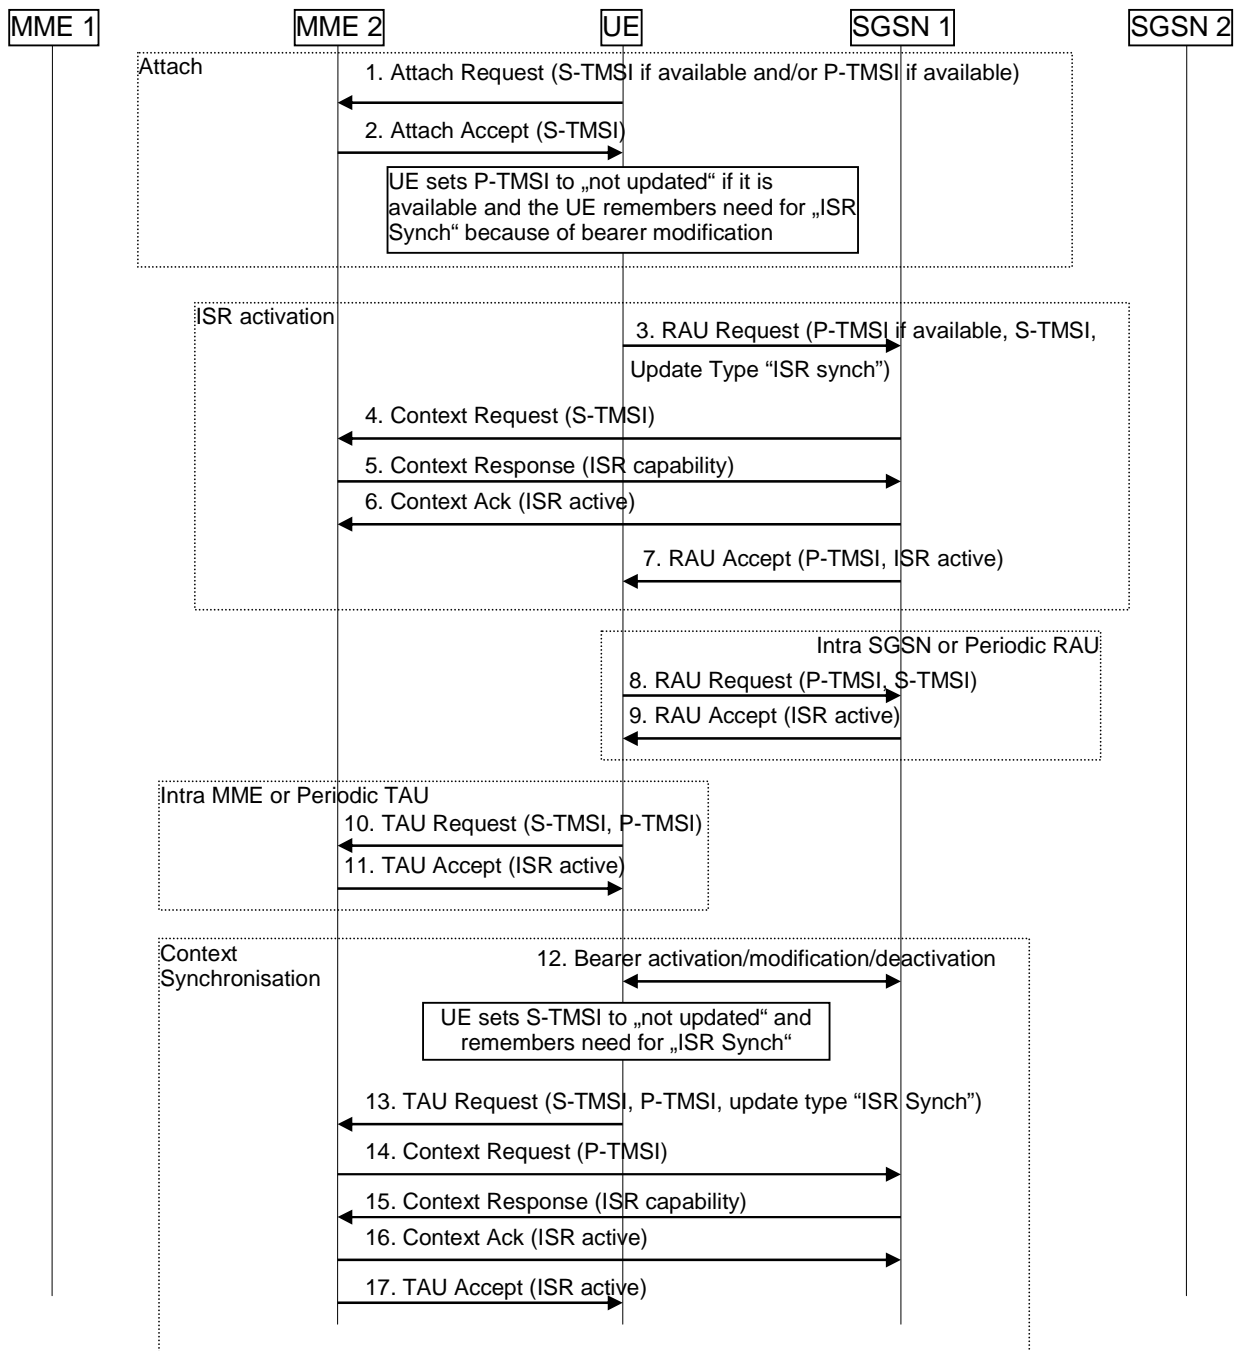 MME 1
MME 2
UE
SGSN 1
SGSN 2
Attach
1. Attach Request (S-TMSI if available and/or P-TMSI if available)
2. Attach Accept (S-TMSI)
UE sets P-TMSI to „not updated“ if it is
available and the UE remembers need for „ISR
Synch“ because of bearer modification
ISR activation
3. RAU Request (P-TMSI if available, S-TMSI,
Update Type “ISR synch”)
4. Context Request (S-TMSI)
5. Context Response (ISR capability)
6. Context Ack (ISR active)
7. RAU Accept (P-TMSI, ISR active)
Intra SGSN or Periodic RAU
8. RAU Request (P-TMSI, S-TMSI)
9. RAU Accept (ISR active)
Intra MME or Periodic TAU
10. TAU Request (S-TMSI, P-TMSI)
11. TAU Accept (ISR active)
Context
Synchronisation
12. Bearer activation/modification/deactivation
UE sets S-TMSI to „not updated“ and
remembers need for „ISR Synch“
13. TAU Request (S-TMSI, P-TMSI, update type “ISR Synch”)
14. Context Request (P-TMSI)
15. Context Response (ISR capability)
16. Context Ack (ISR active)
17. TAU Accept (ISR active)